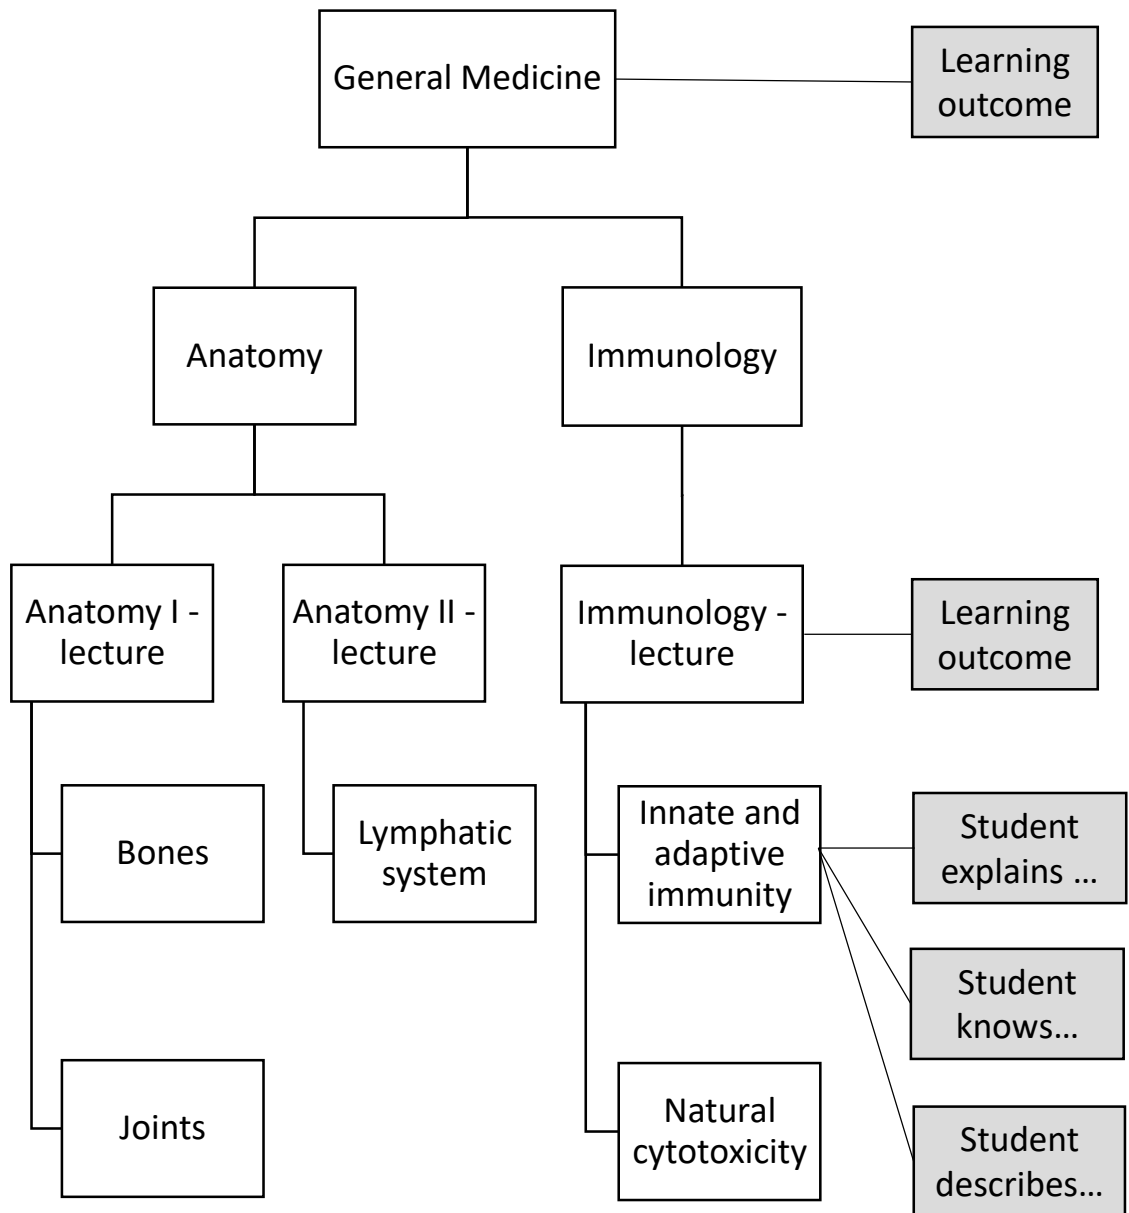 General Medicine
Learning
outcome
Anatomy
Immunology
Anatomy I -
lecture
Anatomy II -
lecture
Immunology -
lecture
Learning
outcome
Bones
Lymphatic
system
Innate and
adaptive
immunity
Student
explains ...
Student
knows...
Joints
Natural
cytotoxicity
Student
describes...